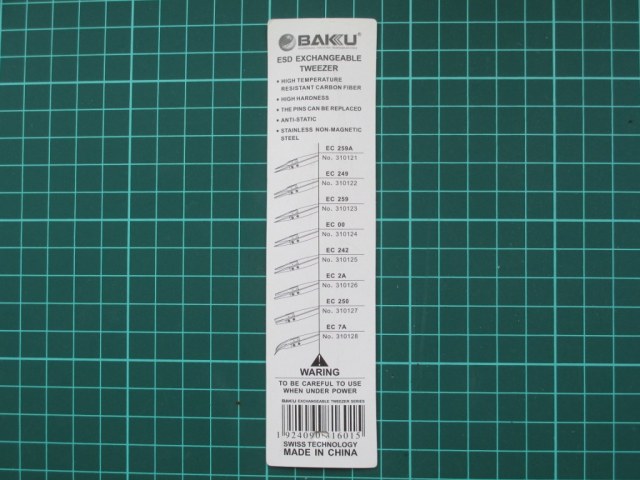 BAKU
ESD EXCHANGEABLE
TWEEZER
• HIGH TEMPERATURE
RESISTANT CARBON FIBER
• HIGH HARDNESS
• THE PINS CAN BE REPLACED
• ANTI-STATIC
• STAINLESS NON-MAGNETIC
STEEL
EC 259A
No. 310121
EC 249
No. 310122
EC 259
No. 310123
EC 00
No. 310124
EC 242
No. 310125
EC 2A
No. 310126
EC 250
No. 310127
EC 7A
No. 310128
WARING
TO BE CAREFUL TO USE
WHEN UNDER POWER
BAKU EXCHANGEABLE TWEEZER SERIES
SWISS TECHNOLOGY
MADE IN CHINA